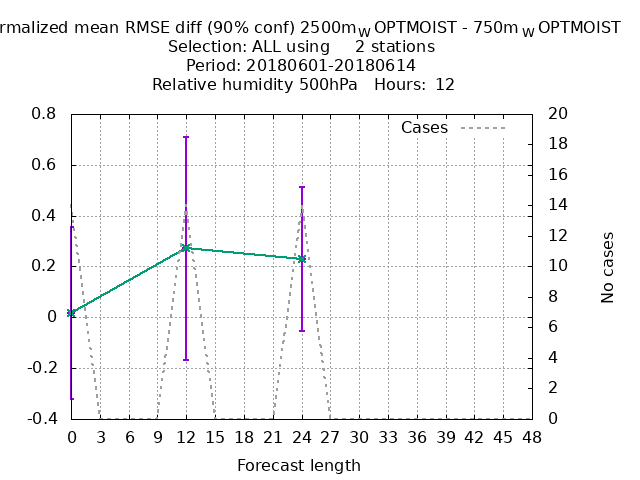 rmalized mean RMSE diff (90% conf) 2500m_W OPTMOIST - 750m_W OPTMOIST
Selection: ALL using 2 stations
Period: 20180601-20180614
Relative humidity 500hPa Hours: 12
Cases
0.8
0.6
0.4
0.2
0
-0.2
-0.4
20
18
16
14
12
10
8
6
4
2
0
No cases
0 3 6 9 12 15 18 21 24 27 30 33 36 39 42 45 48
Forecast length